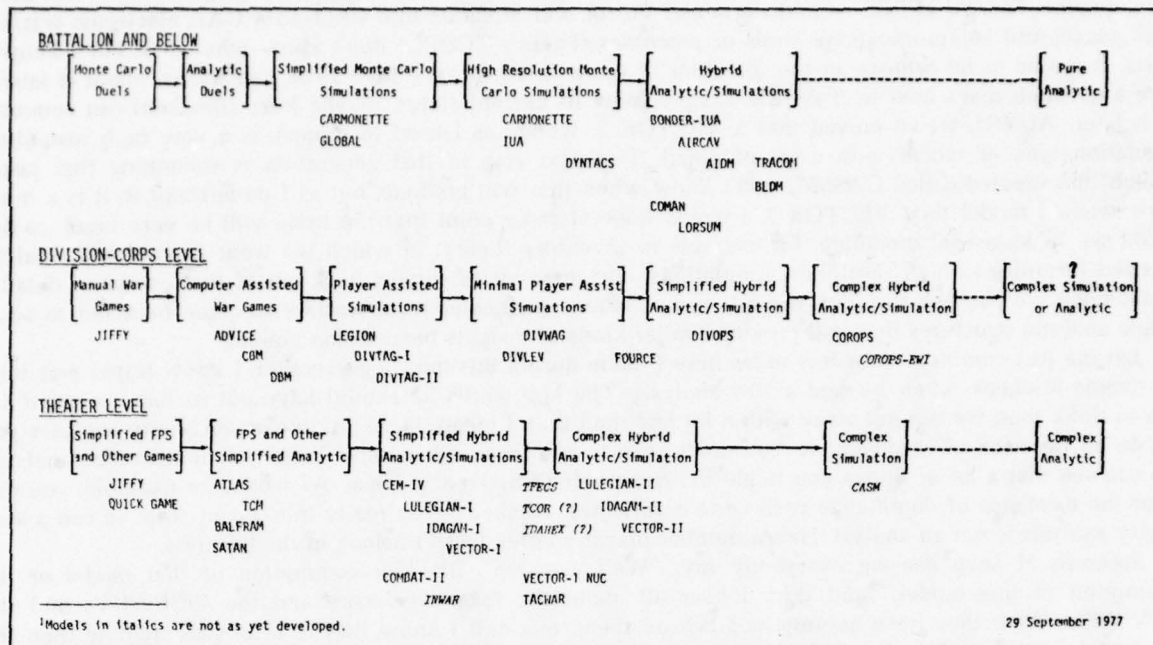 BATTALION AND BELOW
Monte Carlo Duels
Analytic Duels
Simplified Monte Carlo Simulations
High Resolution Monte Carlo Simulations
Hybrid Analytic/Simulations
Pure Analytic
CARMONETTE
GLOBAL
CARMONETTE
IUA
BONDER-IUA
AIRCAV
DYNTACS
AIDM
TRACOM
BLDM
COMAN
LORSUM
DIVISION-CORPS LEVEL
Manual War Games
Computer Assisted War Games
Player Assisted Simulations
Minimal Player Assist Simulations
Simplified Hybrid Analytic/Simulations
Complex Hybrid Analytic/Simulation
?
Complex Simulation or Analytic
JIFFY
ADVICE
CBM
DBM
LEGION
DIVTAG-I
DIVTAG-II
DIVWAG
DIVLEV
FOURCE
DIVOPS
COROPS
COROPS-EWI
THEATER LEVEL
Simplified FPS and Other Games
FPS and Other Simplified Analytic
Simplified Hybrid Analytic/Simulations
Complex Hybrid Analytic/Simulations
Complex Simulation
Complex Analytic
JIFFY
QUICK GAME
ATLAS
TCM
BALFRAM
SATAN
CEM-IV
LULEGIAN-I
IDAGAM-I
VECTOR-I
COMBAT-II
INWAR
TFECS
TCOR (?)
IDAHEX (?)
LULEGIAN-II
IDAGAM-II
VECTOR-II
VECTOR-I NUC
TACWAR
CASM
1Models in italics are not as yet developed.
29 September 1977